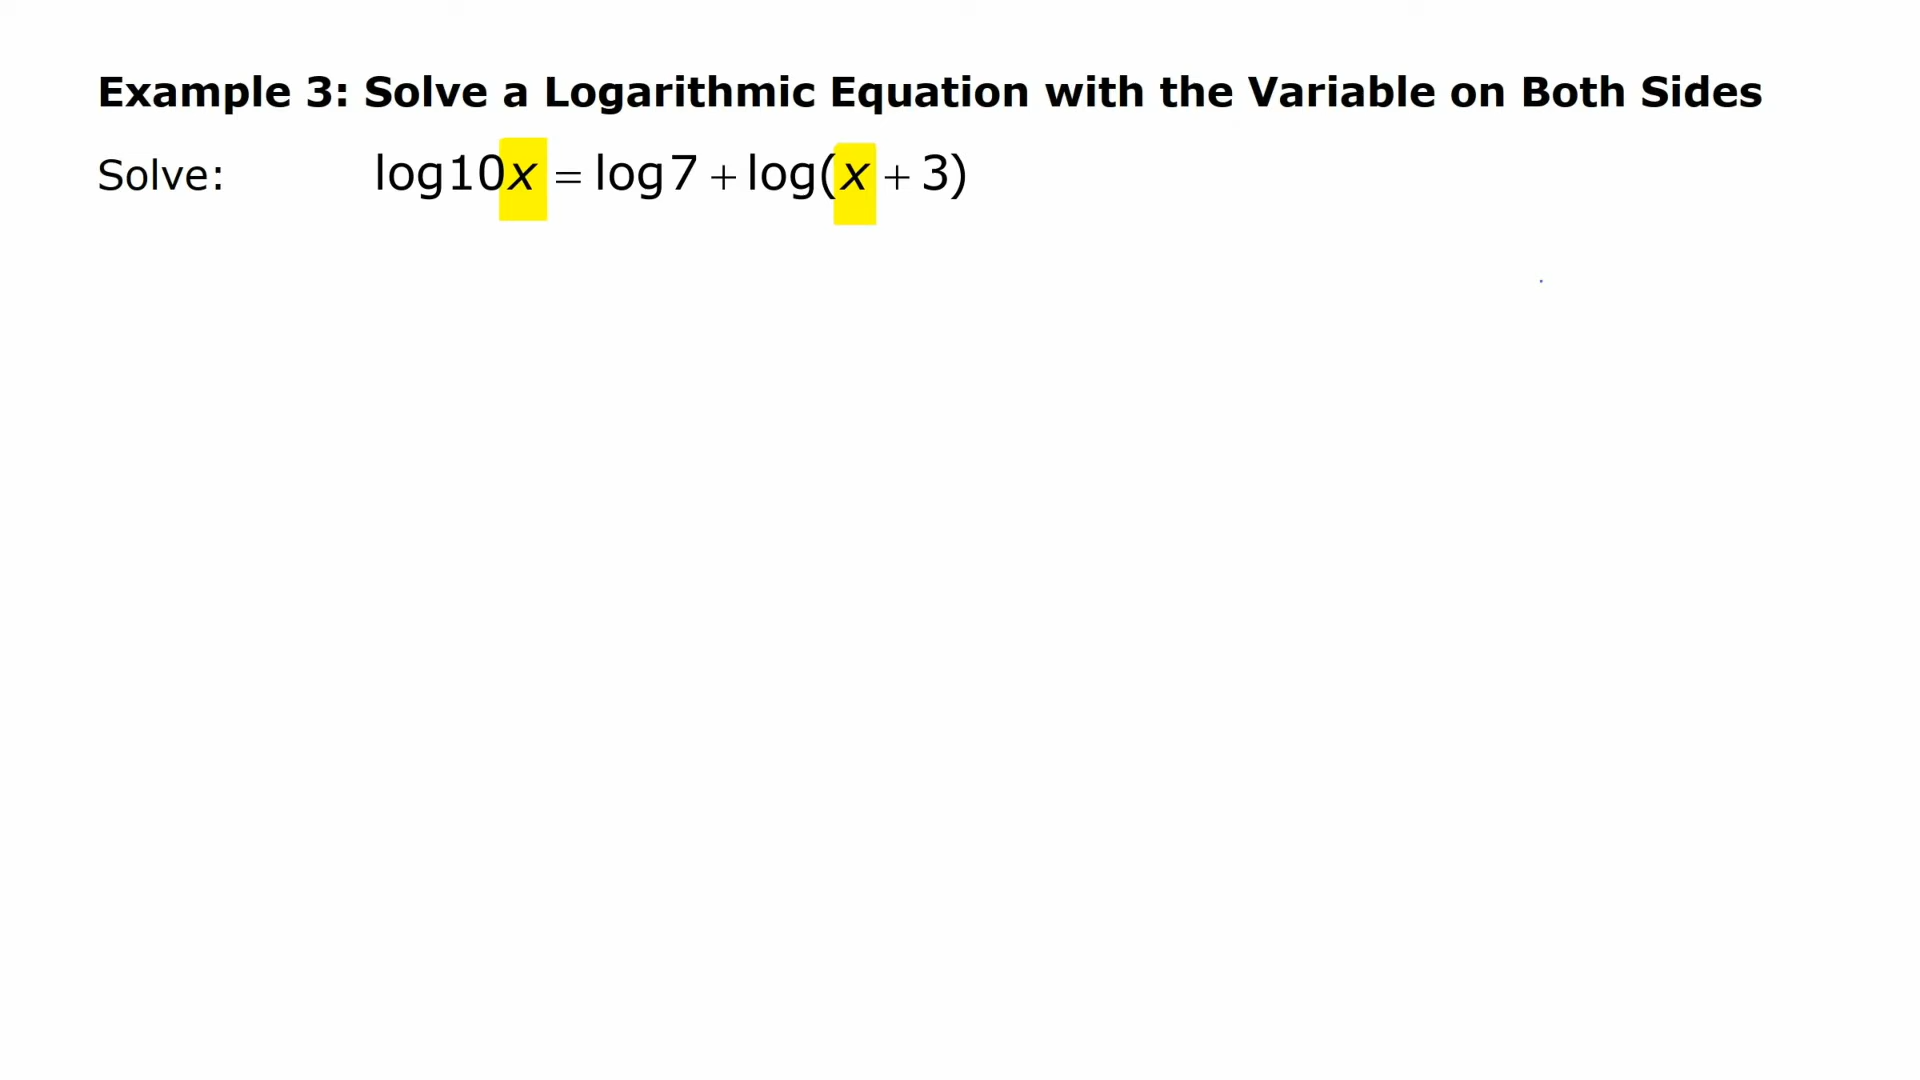 Example 3: Solve a Logarithmic Equation with the Variable on Both Sides
Solve: log10x = log7 + log(x + 3)